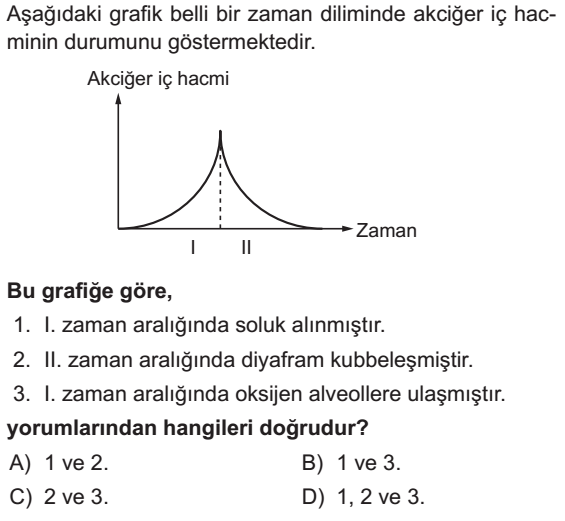 Aşağıdaki grafik belli bir zaman diliminde akciğer iç hac-
minin durumunu göstermektedir.
Akciğer iç hacmi
Zaman
I II
Bu grafiğe göre,
1. I. zaman aralığında soluk alınmıştır.
2. II. zaman aralığında diyafram kubbeleşmiştir.
3. I. zaman aralığında oksijen alveollere ulaşmıştır.
yorumlarından hangileri doğrudur?
A) 1 ve 2. B) 1 ve 3.
C) 2 ve 3. D) 1, 2 ve 3.